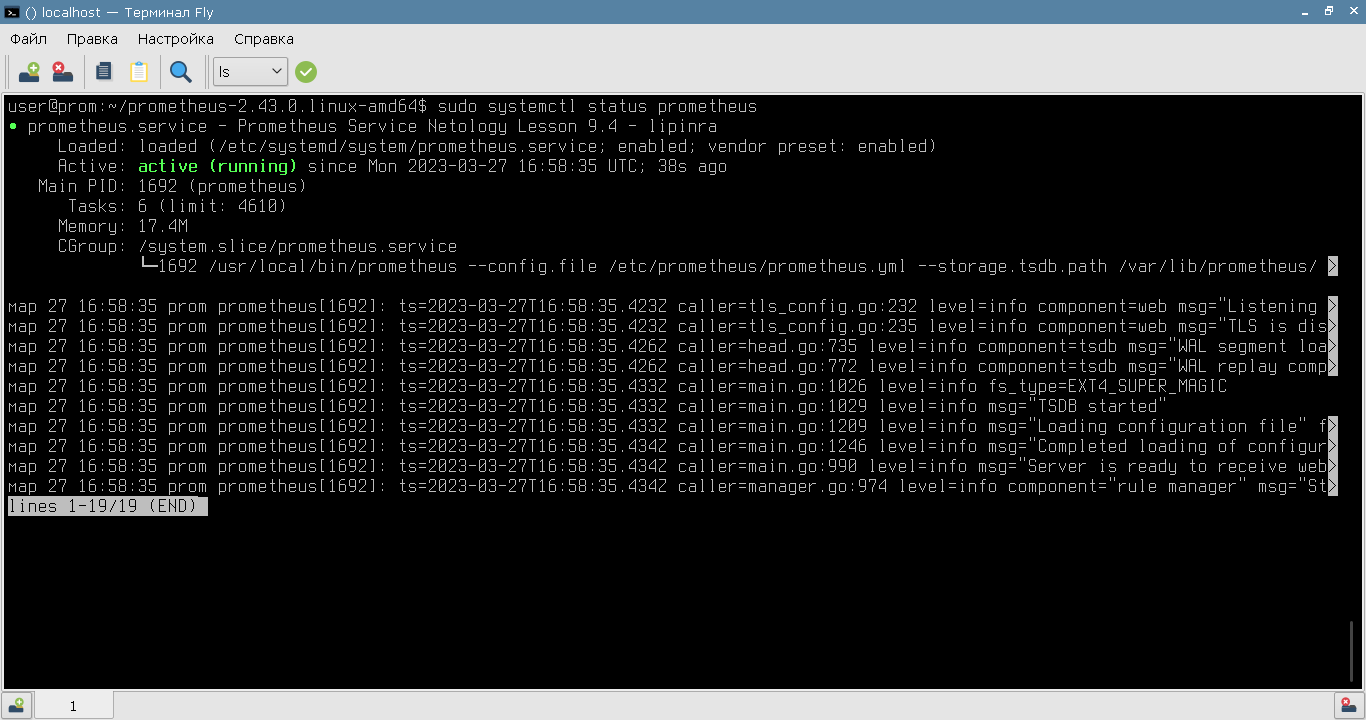 () localhost — Терминал Fly
Файл Правка Настройка Справка
ls
user@prom:~/prometheus-2.43.0.linux-amd64$ sudo systemctl status prometheus
● prometheus.service - Prometheus Service Netology Lesson 9.4 - lipinra
Loaded: loaded (/etc/systemd/system/prometheus.service; enabled; vendor preset: enabled)
Active: active (running) since Mon 2023-03-27 16:58:35 UTC; 38s ago
Main PID: 1692 (prometheus)
Tasks: 6 (limit: 4610)
Memory: 17.4M
CGroup: /system.slice/prometheus.service
└─1692 /usr/local/bin/prometheus --config.file /etc/prometheus/prometheus.yml --storage.tsdb.path /var/lib/prometheus/ >
мар 27 16:58:35 prom prometheus[1692]: ts=2023-03-27T16:58:35.423Z caller=tls_config.go:232 level=info component=web msg="Listening >
мар 27 16:58:35 prom prometheus[1692]: ts=2023-03-27T16:58:35.423Z caller=tls_config.go:235 level=info component=web msg="TLS is dis>
мар 27 16:58:35 prom prometheus[1692]: ts=2023-03-27T16:58:35.426Z caller=head.go:735 level=info component=tsdb msg="WAL segment loa>
мар 27 16:58:35 prom prometheus[1692]: ts=2023-03-27T16:58:35.426Z caller=head.go:772 level=info component=tsdb msg="WAL replay comp>
мар 27 16:58:35 prom prometheus[1692]: ts=2023-03-27T16:58:35.433Z caller=main.go:1026 level=info fs_type=EXT4_SUPER_MAGIC
мар 27 16:58:35 prom prometheus[1692]: ts=2023-03-27T16:58:35.433Z caller=main.go:1029 level=info msg="TSDB started"
мар 27 16:58:35 prom prometheus[1692]: ts=2023-03-27T16:58:35.433Z caller=main.go:1209 level=info msg="Loading configuration file" f>
мар 27 16:58:35 prom prometheus[1692]: ts=2023-03-27T16:58:35.434Z caller=main.go:1246 level=info msg="Completed loading of configur>
мар 27 16:58:35 prom prometheus[1692]: ts=2023-03-27T16:58:35.434Z caller=main.go:990 level=info msg="Server is ready to receive web>
мар 27 16:58:35 prom prometheus[1692]: ts=2023-03-27T16:58:35.434Z caller=manager.go:974 level=info component="rule manager" msg="St>
lines 1-19/19 (END)
1